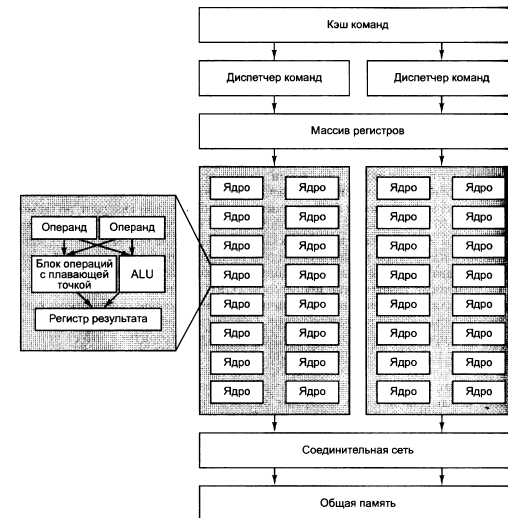 Кэш команд
Диспетчер команд Диспетчер команд
Массив регистров
Ядро Ядро Ядро Ядро
Ядро Ядро Ядро Ядро
Ядро Ядро Ядро Ядро
Ядро Ядро Ядро Ядро
Ядро Ядро Ядро Ядро
Ядро Ядро Ядро Ядро
Ядро Ядро Ядро Ядро
Ядро Ядро Ядро Ядро
Операнд Операнд
Блок операций
с плавающей
точкой
ALU
Регистр результата
Соединительная сеть
Общая память